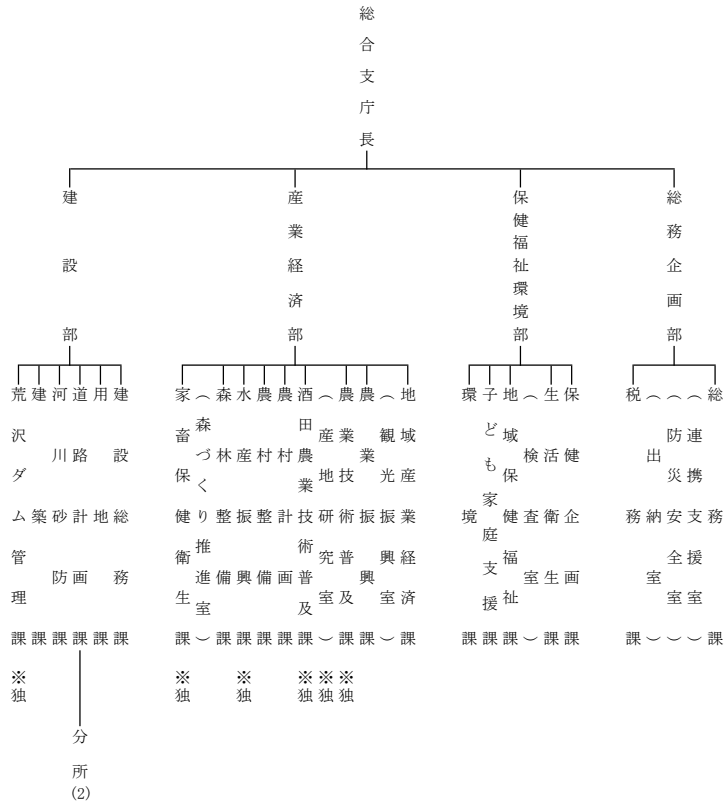 総合支庁長
総務企画部
保健福祉環境部
産業経済部
建設部
総務課
（連携支援室）
（防災安全室）
（出納室）
税務課
保健企画課
生活衛生課
（検査室）
地域保健福祉課
子ども家庭支援課
環境課
地域産業経済課
（観光振興室）
農業振興課
農業技術普及課 ※独
（産地研究室） ※独
酒田農業技術普及課 ※独
農村計画課
農村整備課
水産振興課 ※独
森林整備課
（森づくり推進室）
家畜保健衛生課 ※独
建設総務課
用地課
道路計画課
分所(2)
河川砂防課
建築課
荒沢ダム管理課 ※独